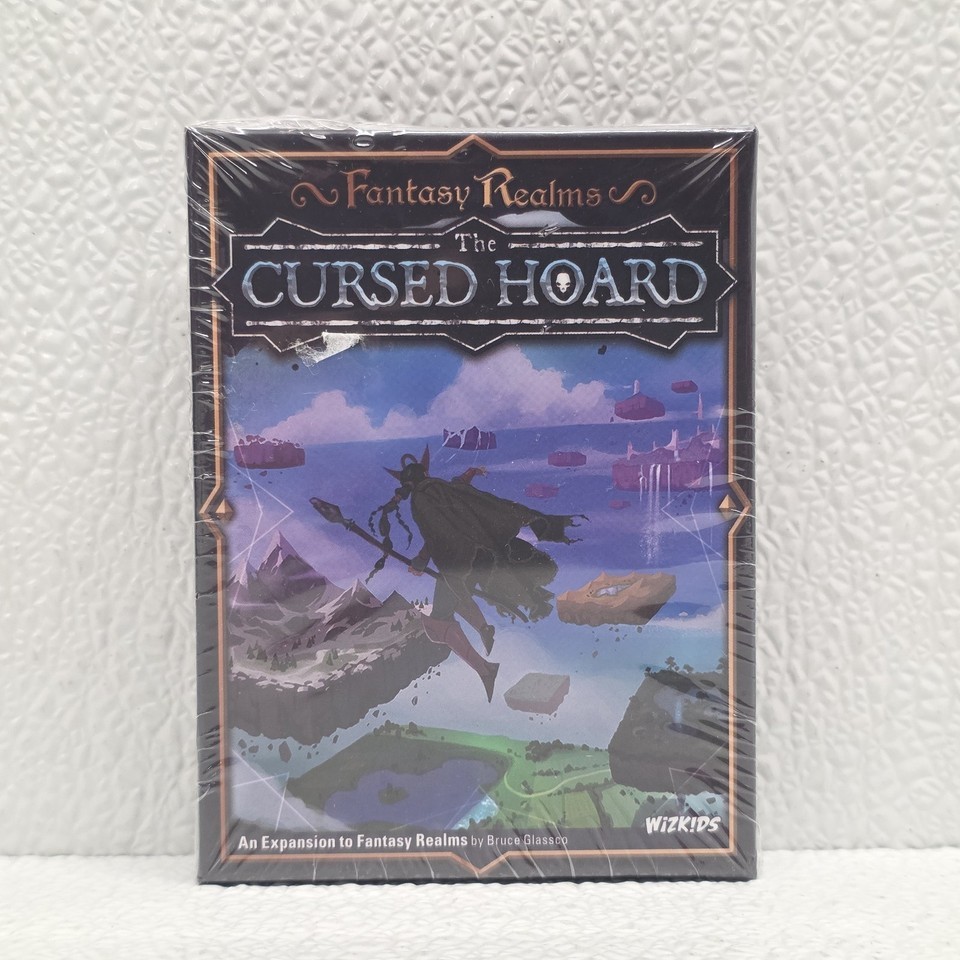 Fantasy Realms
The
CURSED HOARD
WiZKiDS
An Expansion to Fantasy Realms by Bruce Glassco